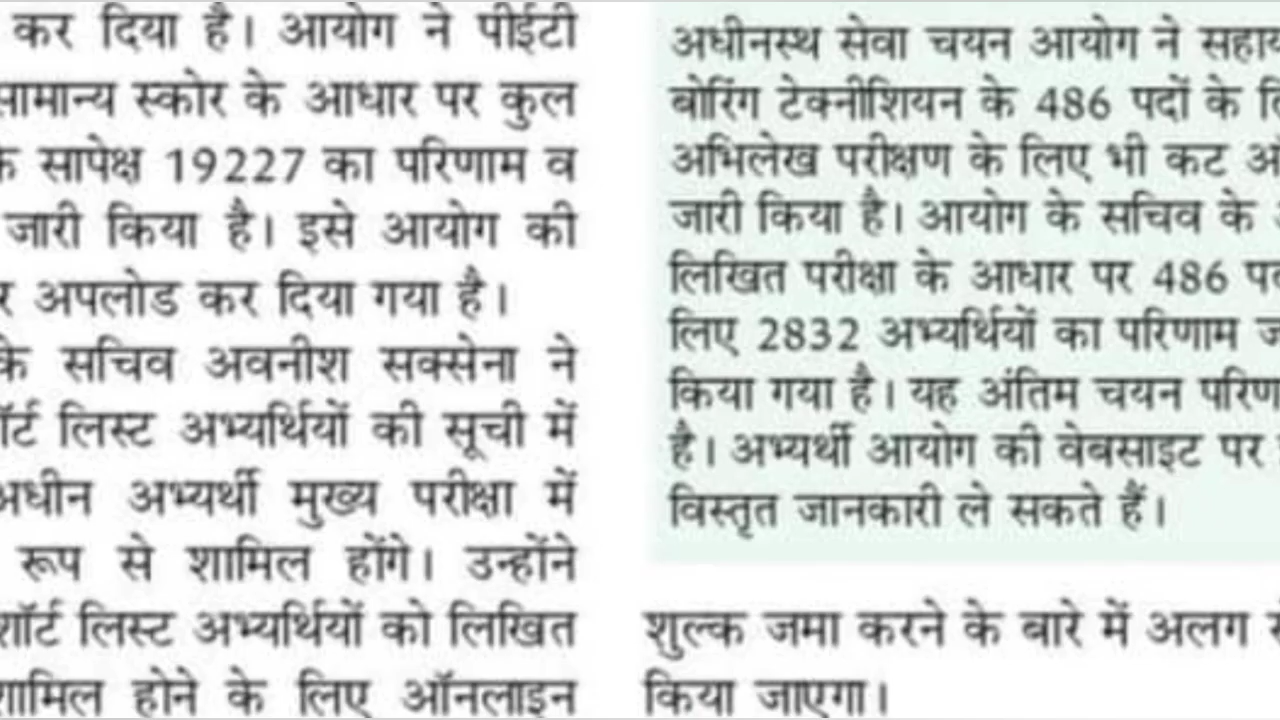 कर दिया है। आयोग ने पीईटी
सामान्य स्कोर के आधार पर कुल
के सापेक्ष 19227 का परिणाम व
जारी किया है। इसे आयोग की
अपलोड कर दिया गया है।
के सचिव अवनीश सक्सेना ने
शॉर्ट लिस्ट अभ्यर्थियों की सूची में
अधीन अभ्यर्थी मुख्य परीक्षा में
रूप से शामिल होंगे। उन्होंने
शॉर्ट लिस्ट अभ्यर्थियों को लिखित
शामिल होने के लिए ऑनलाइन
अधीनस्थ सेवा चयन आयोग ने
बोरिंग टेक्नीशियन के 486 पदों के
अभिलेख परीक्षण के लिए भी कट
जारी किया है। आयोग के सचिव के
लिखित परीक्षा के आधार पर 486
लिए 2832 अभ्यर्थियों का परिणाम
किया गया है। यह अंतिम चयन
है। अभ्यर्थी आयोग की वेबसाइट पर
विस्तृत जानकारी ले सकते हैं।
शुल्क जमा करने के बारे में अलग
किया जाएगा।